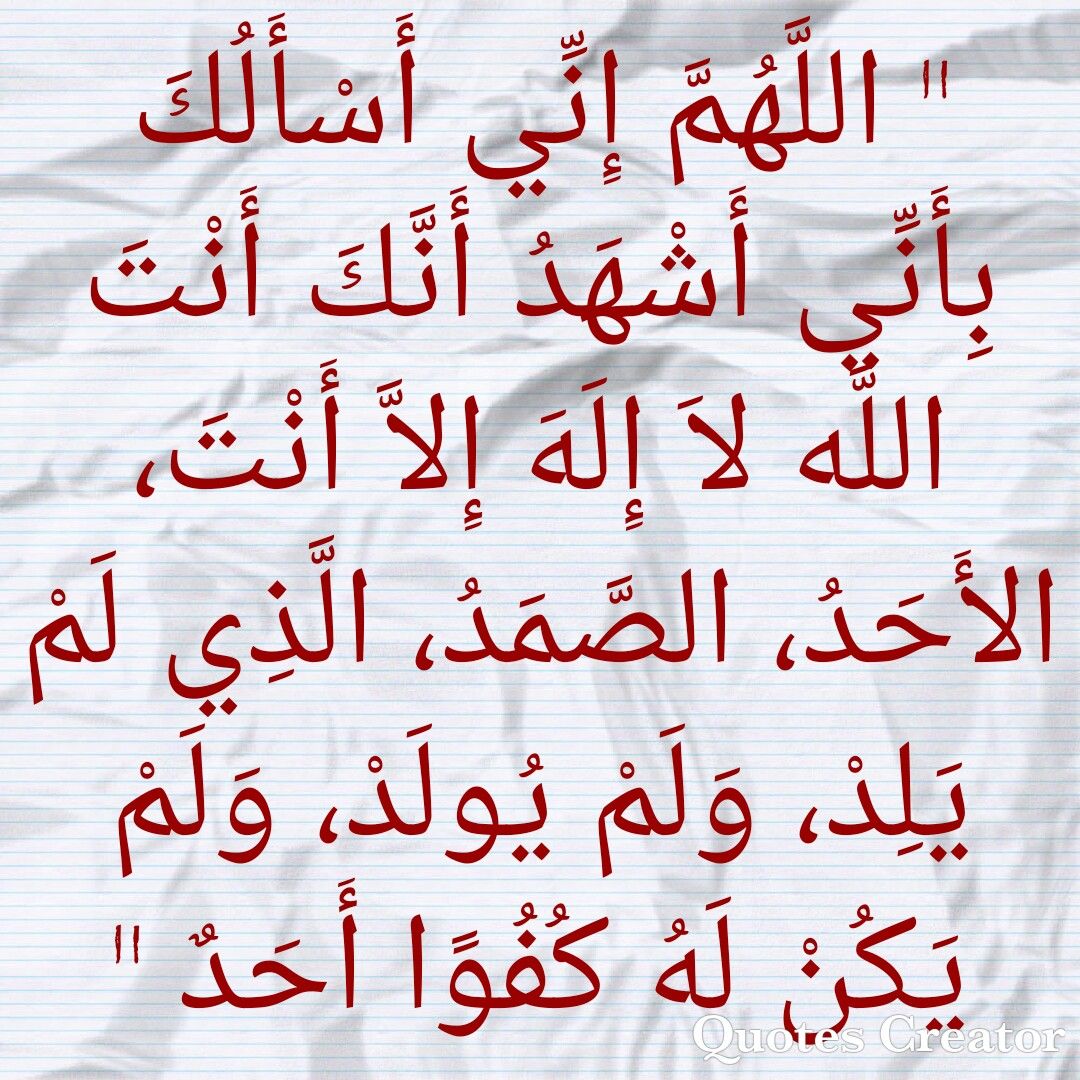 " اللَّهُمَّ إِنِّي أَسْأَلُكَ
بِأَنِّي أَشْهَدُ أَنَّكَ أَنْتَ
اللَّه لاَ إِلَهَ إِلاَّ أَنْتَ،
الأَحَدُ، الصَّمَدُ، الَّذِي لَمْ
يَلِدْ، وَلَمْ يُولَدْ، وَلَمْ
يَكُنْ لَهُ كُفُوًا أَحَدٌ "
Quotes Creator